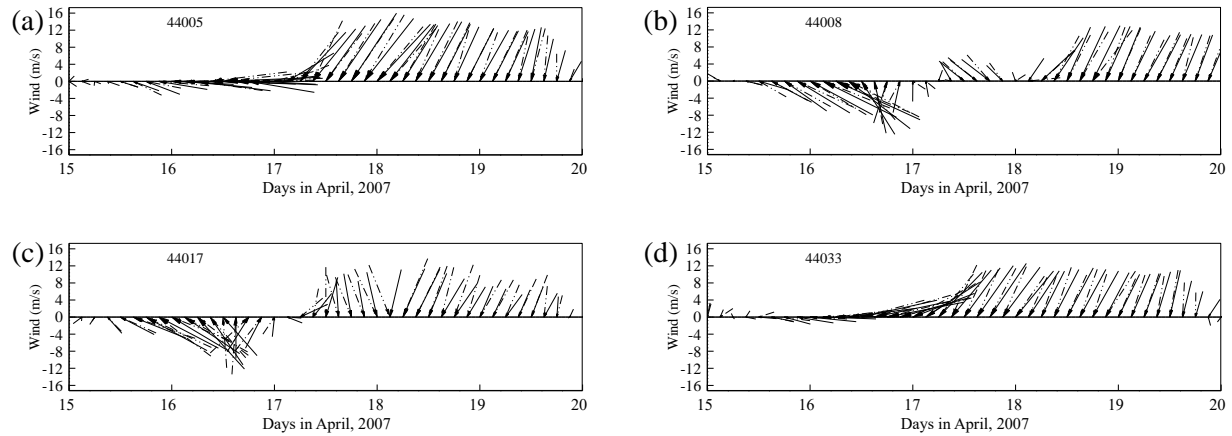 (a)
44005
Wind (m/s)
16
12
8
4
0
-4
-8
-12
-16
15 16 17 18 19 20
Days in April, 2007
(b)
44008
Wind (m/s)
16
12
8
4
0
-4
-8
-12
-16
15 16 17 18 19 20
Days in April, 2007
(c)
44017
Wind (m/s)
16
12
8
4
0
-4
-8
-12
-16
15 16 17 18 19 20
Days in April, 2007
(d)
44033
Wind (m/s)
16
12
8
4
0
-4
-8
-12
-16
15 16 17 18 19 20
Days in April, 2007